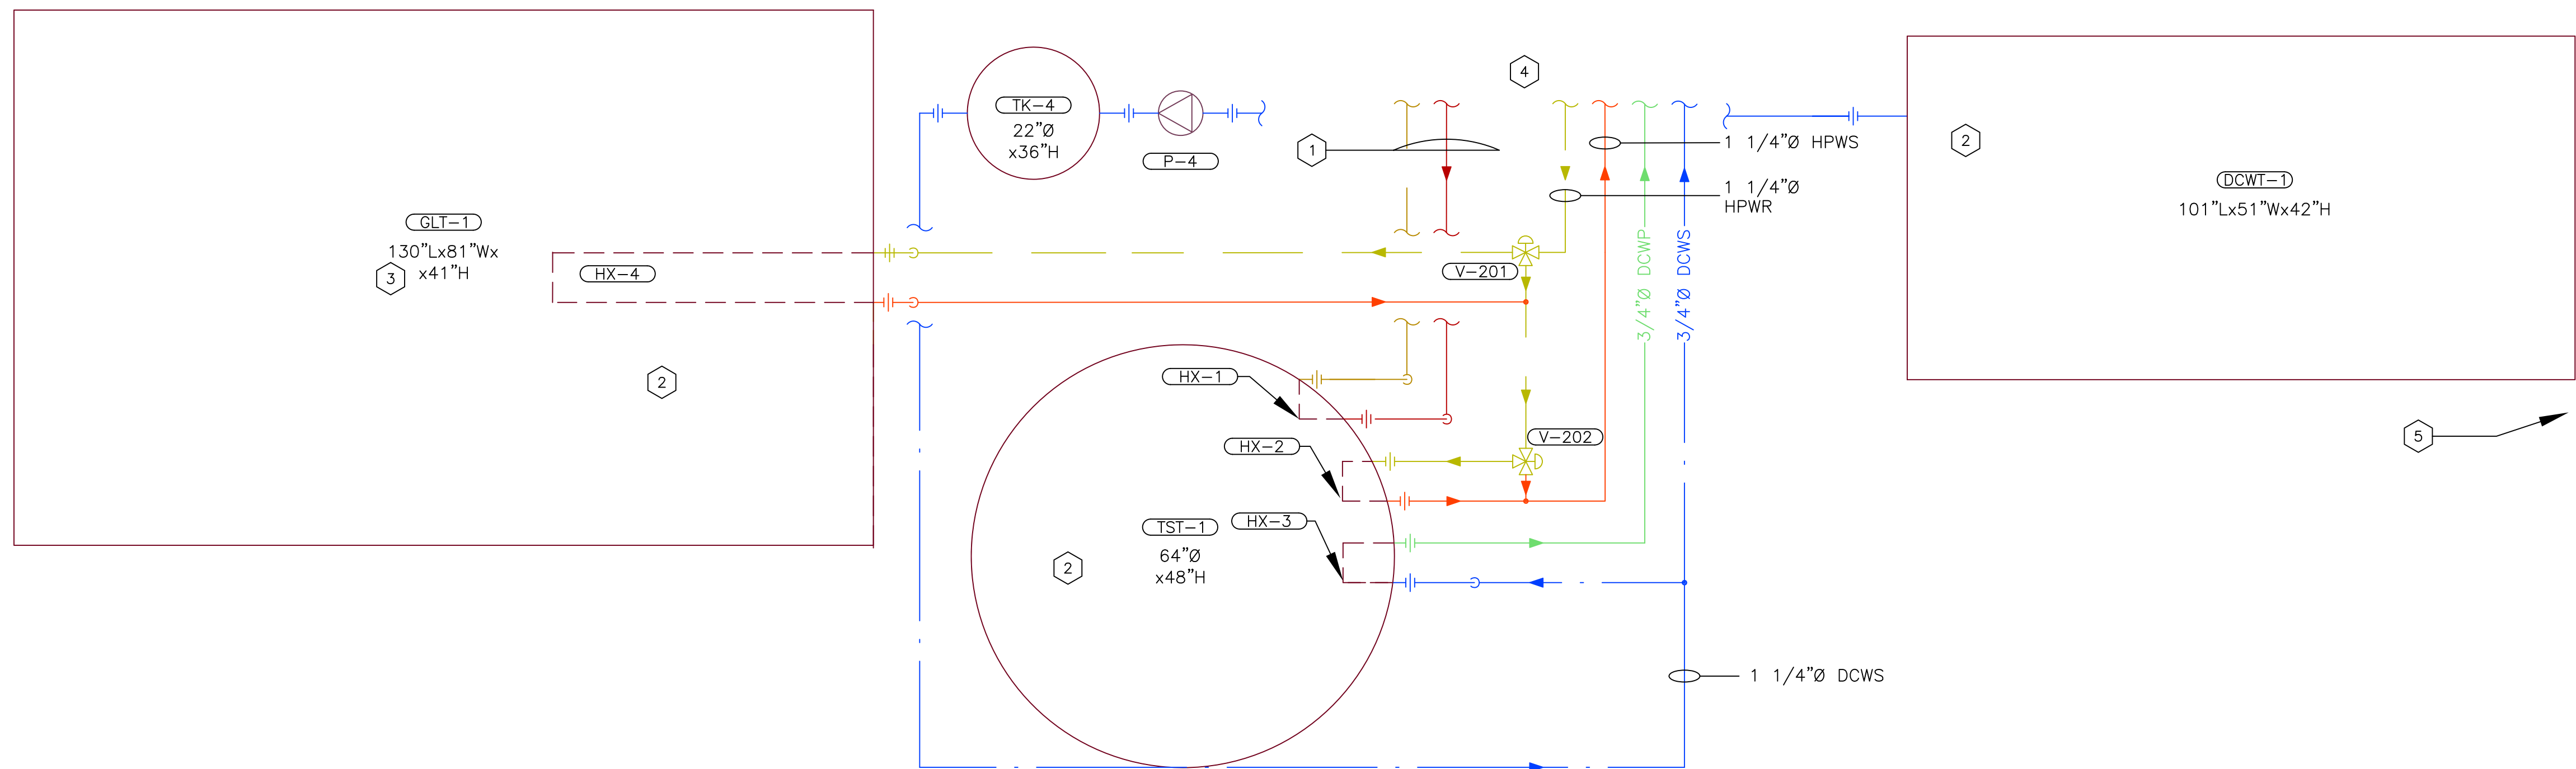 4
TK-4
22"Ø
x36"H
P-4
1
1 1/4"Ø HPWS
2
DCWT-1
101"Lx51"Wx42"H
1 1/4"Ø
HPWR
GLT-1
130"Lx81"Wx
x41"H
3
HX-4
V-201
3/4"Ø DCWP
3/4"Ø DCWS
2
HX-1
HX-2
V-202
5
TST-1
64"Ø
x48"H
HX-3
2
1 1/4"Ø DCWS